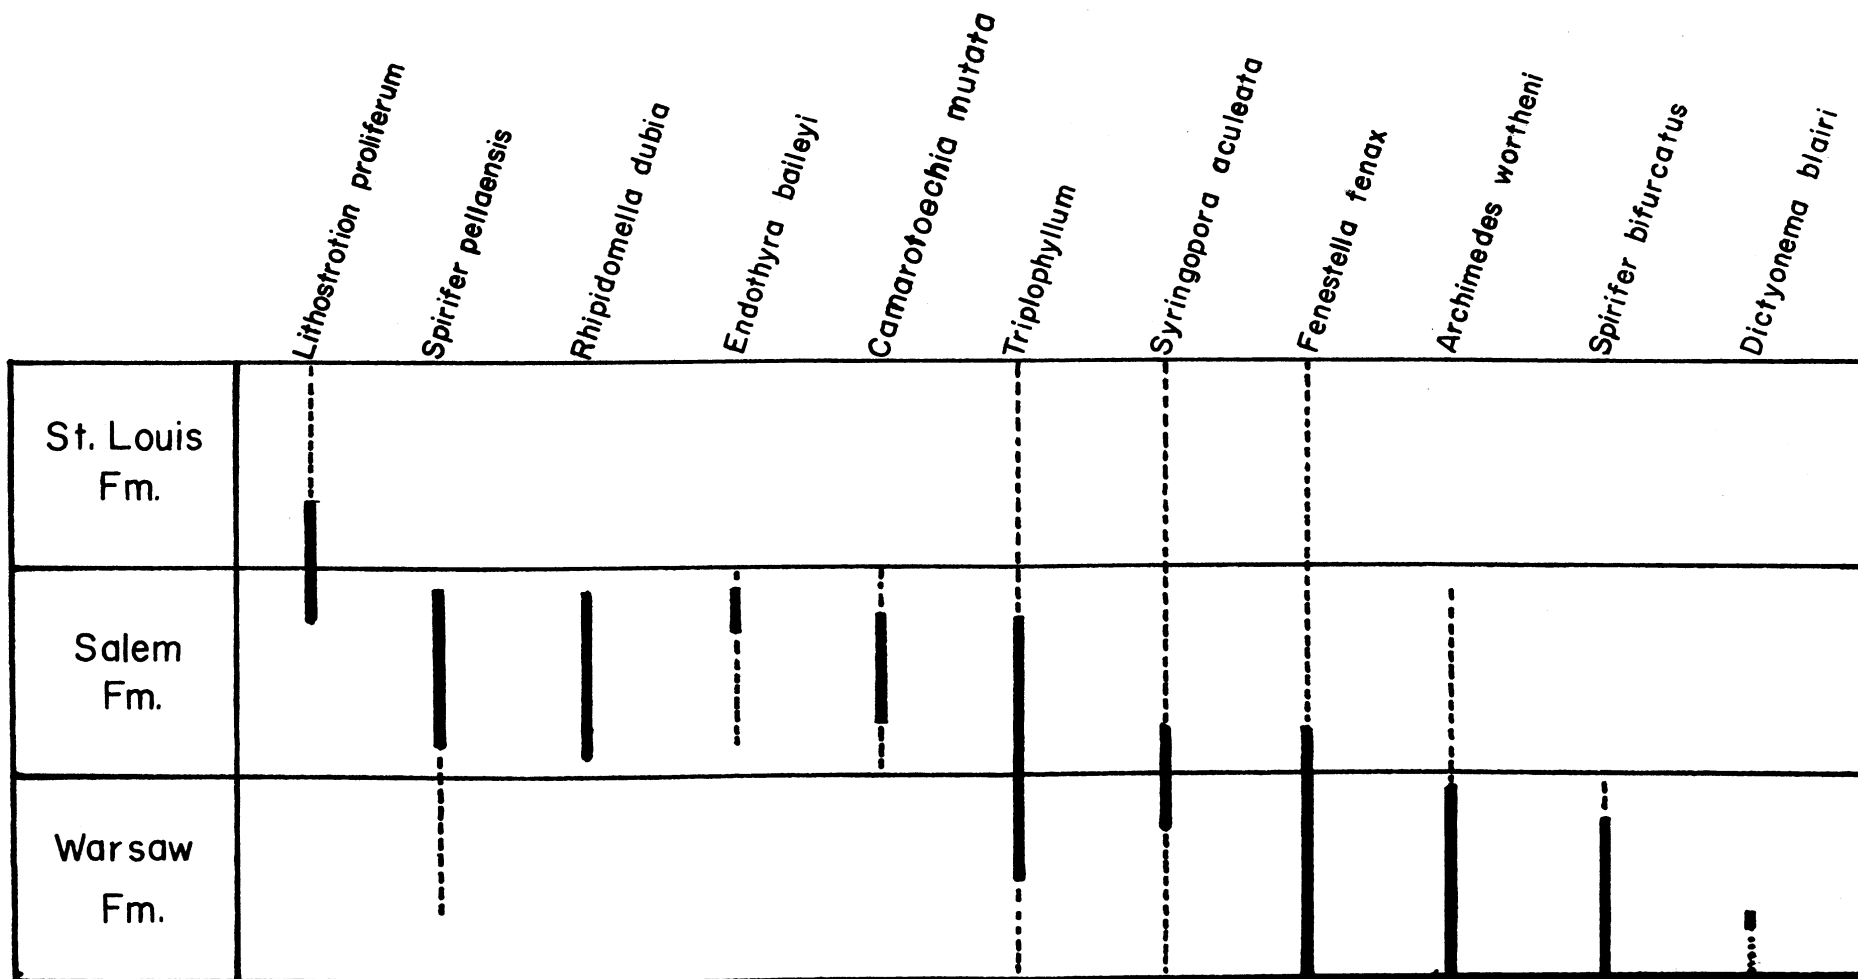 Lithostrotion proliferum
Spirifer pellaensis
Rhipidomella dubia
Endothyra baileyi
Camarotoechia mutata
Triplophyllum
Syringopora aculeata
Fenestella tenax
Archimedes wortheni
Spirifer bifurcatus
Dictyonema blairi
St. Louis
Fm.
Salem
Fm.
Warsaw
Fm.